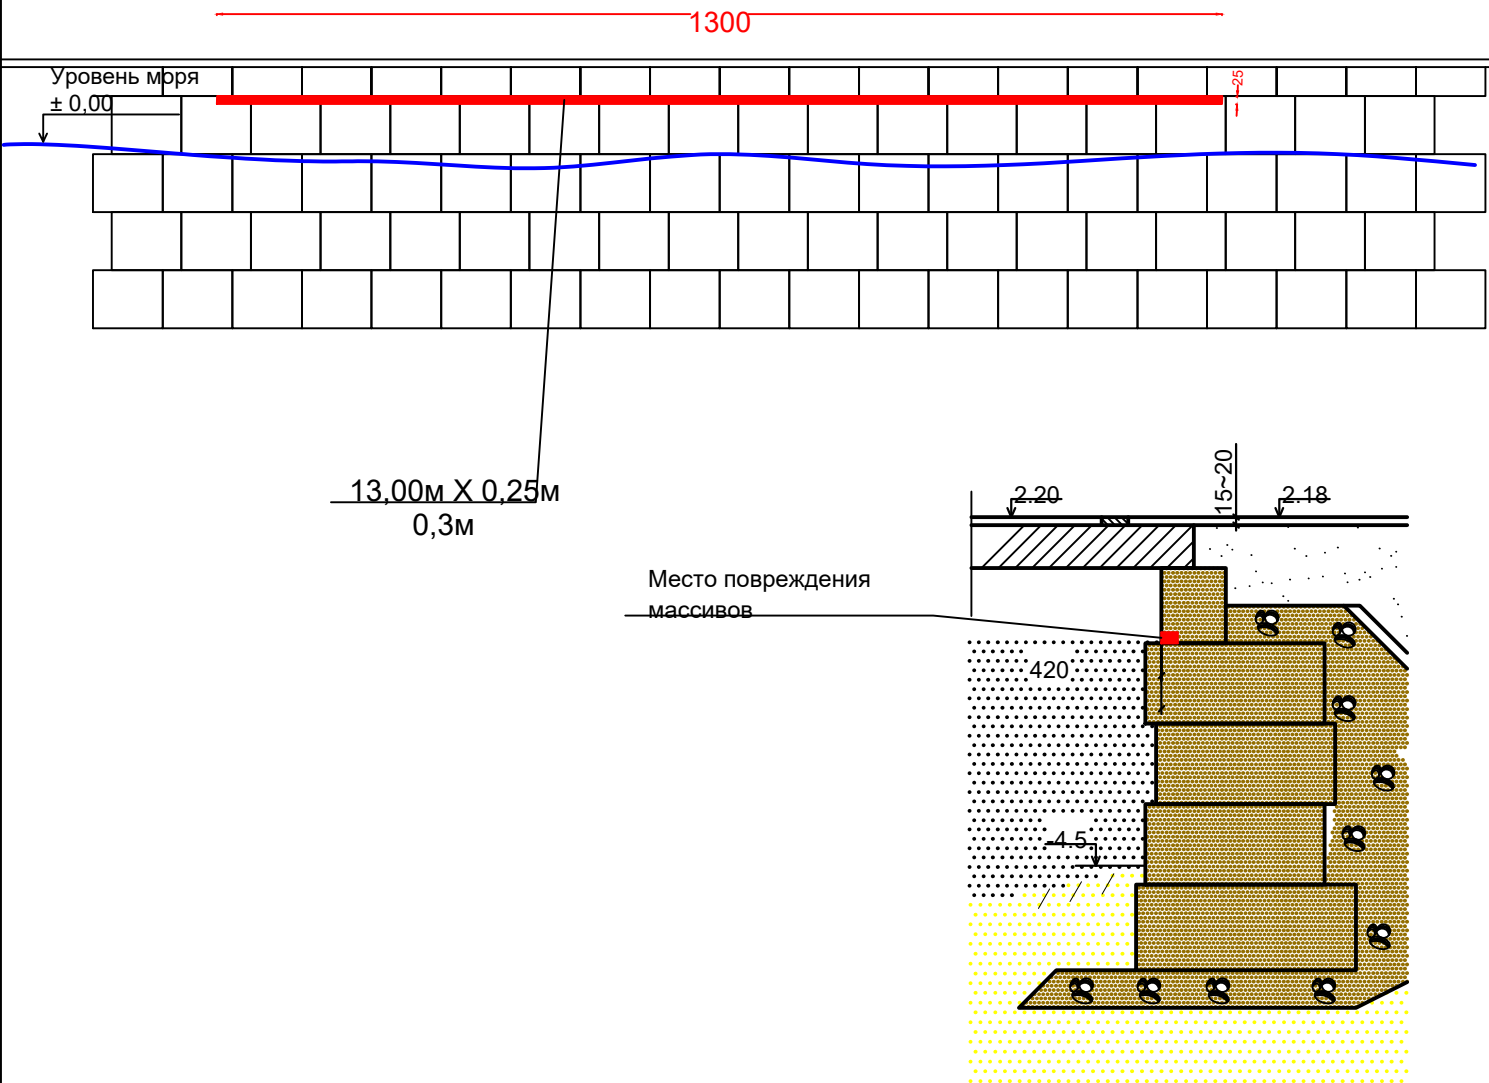 1300
Уровень моря
± 0,00
25
13,00м X 0,25м
0,3м
2.20
15~20
2.18
Место повреждения
массивов
420
-4.5